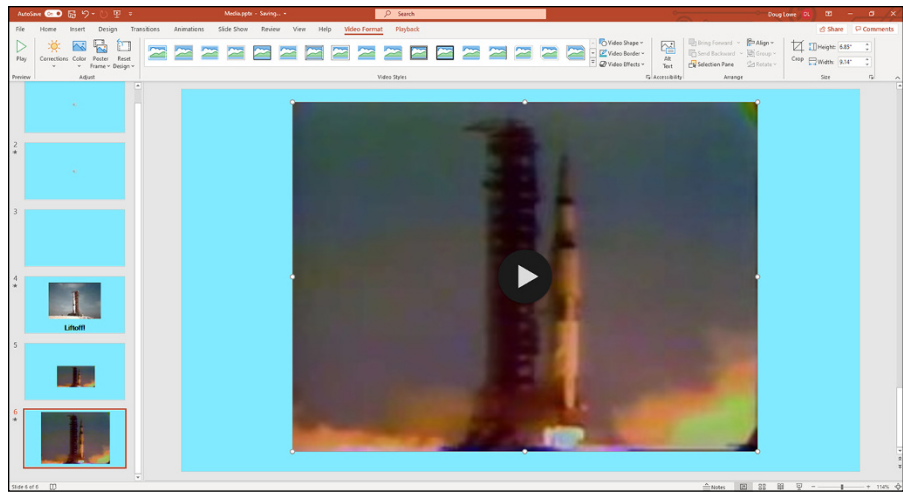 AutoSave On Media.pptx - Saving... Search Doug Lowe DL
File Home Insert Design Transitions Animations Slide Show Review View Help Video Format Playback Share Comments
Play Corrections Color Poster Frame Reset Design Video Shape Video Border Video Effects Alt Text Bring Forward Send Backward Selection Pane Align Group Rotate Crop Height: 6.85" Width: 9.14"
Preview Adjust Video Styles Accessibility Arrange Size
2
3
4
Liftoff!
5
6
Slide 6 of 6 Notes 114%